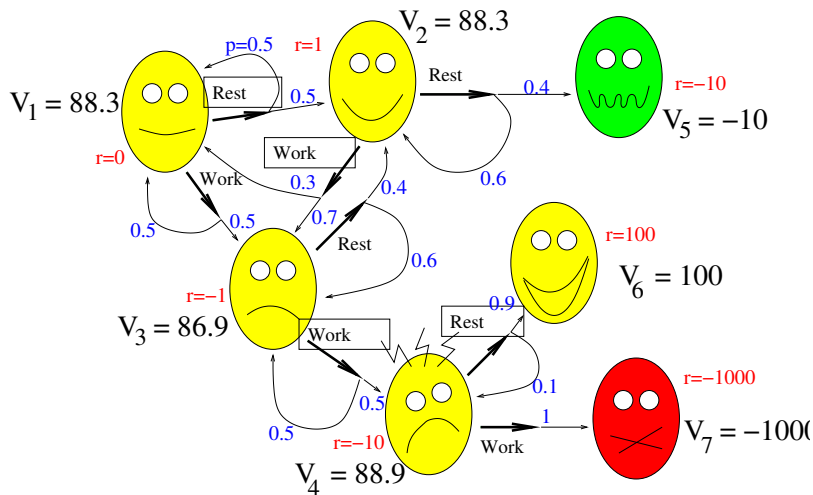 V2 = 88.3
p=0.5
r=1
Rest
Rest
r=−10
V1 = 88.3
0.5
0.4
V5 = −10
r=0
Work
Work
0.3
0.4
0.6
0.5
0.5
0.7
Rest
0.6
r=100
V6 = 100
r=−1
0.9
V3 = 86.9
Work
Rest
0.1
r=−1000
0.5
0.5
1
V7 = −1000
r=−10
Work
V4 = 88.9